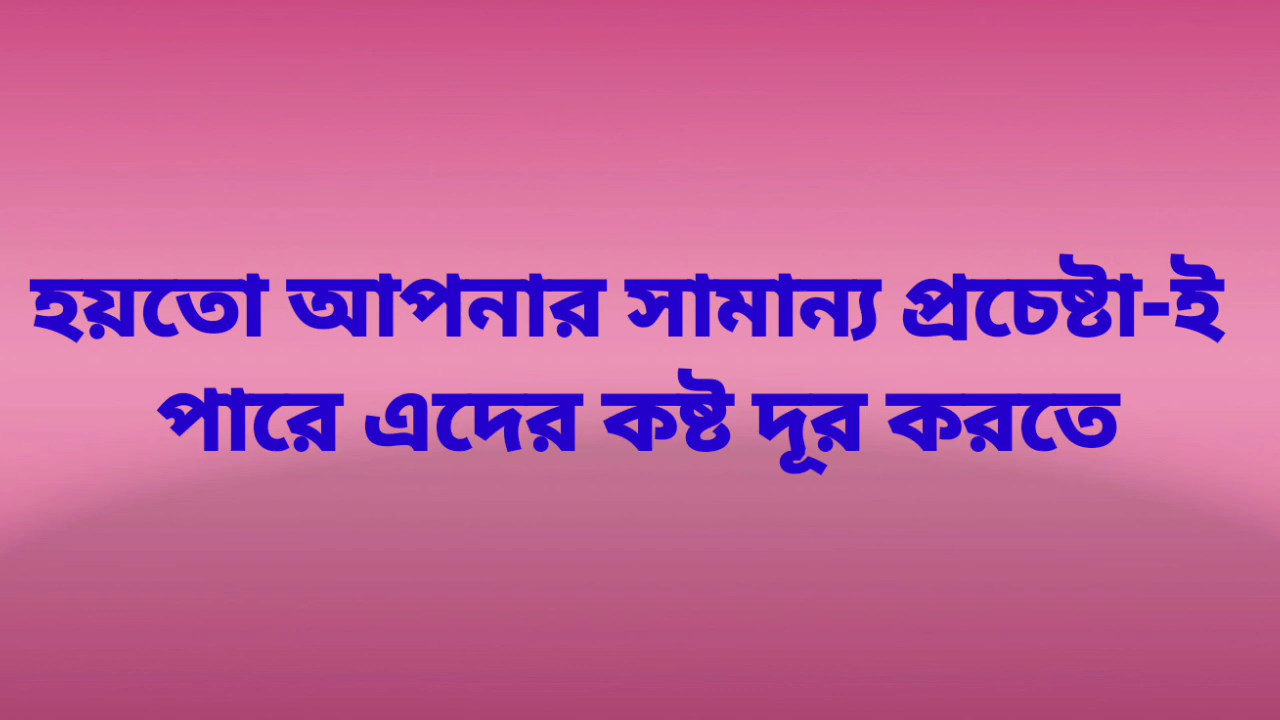 হয়তো আপনার সামান্য প্রচেষ্টা-ই
পারে এদের কষ্ট দূর করতে